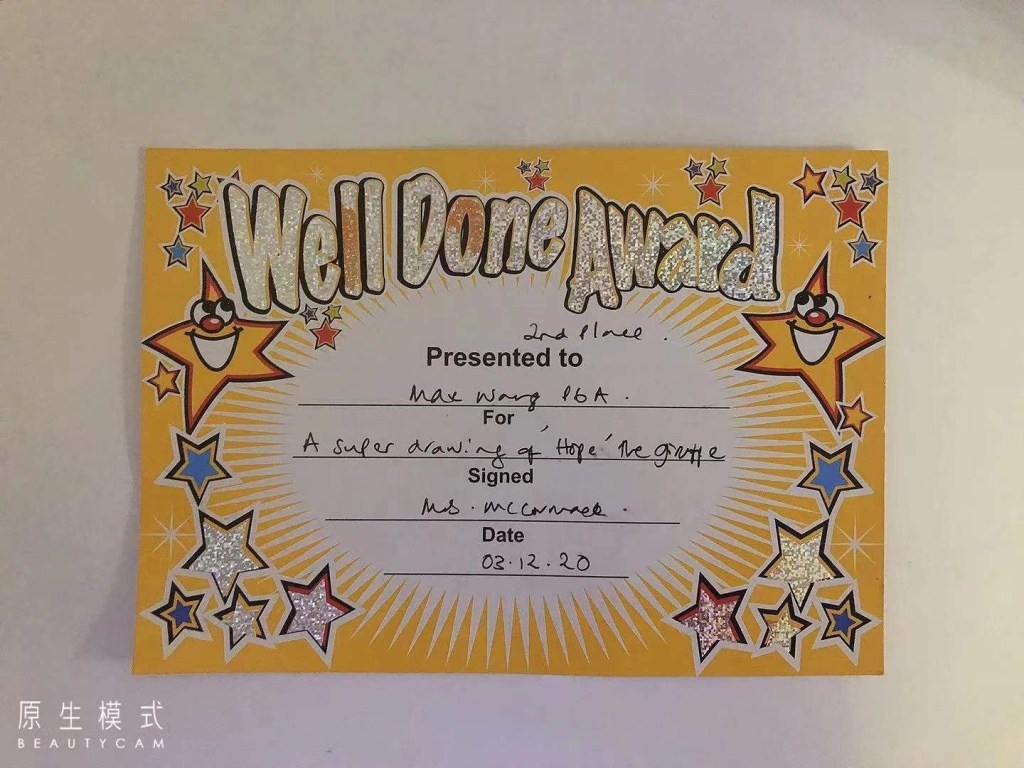 Well Done Award
2nd Place.
Presented to
Max Wang P6A.
For
A super drawing of 'Hope' the giraffe
Signed
Ms. McCormack.
Date
03.12.20
原生模式
BEAUTYCAM